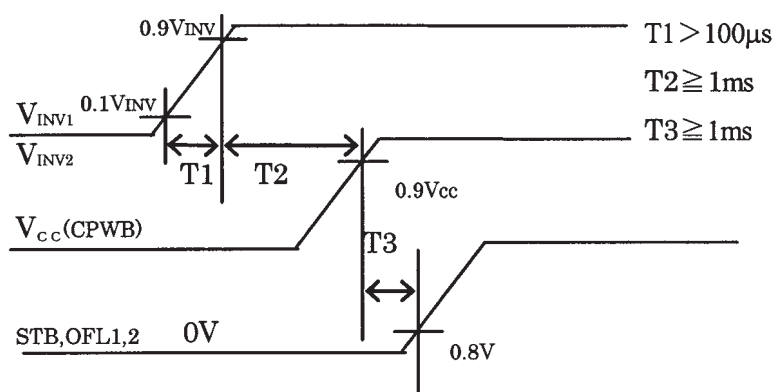 0.9VINV
T1＞100μs
0.1VINV
T2≧1ms
VINV1
VINV2
T3≧1ms
T1
T2
0.9Vcc
Vcc(CPWB)
T3
STB,OFL1,2
0V
0.8V